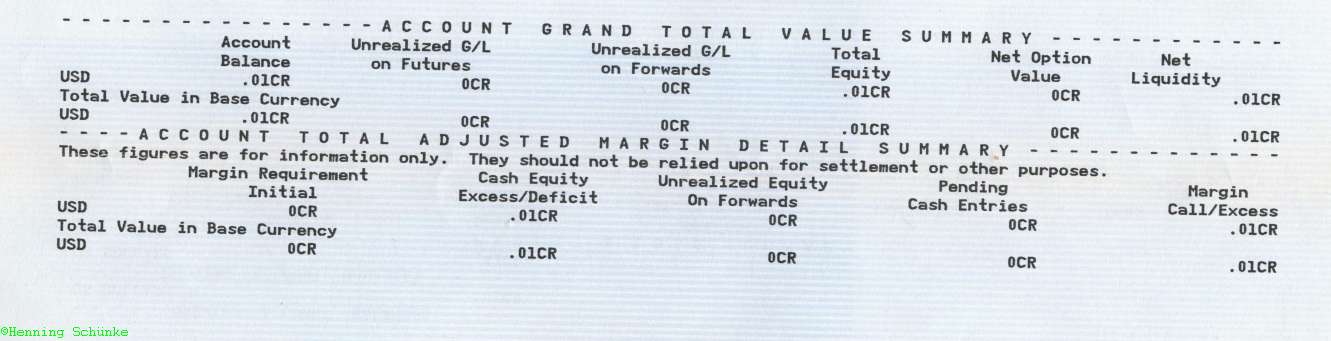 - - - - - - - - - - - - - - - - - A C C O U N T   G R A N D   T O T A L   V A L U E   S U M M A R Y - - - - - - - - - - - -
Account Unrealized G/L Unrealized G/L Total Net Option Net
Balance on Futures on Forwards Equity Value Liquidity
USD .01CR 0CR 0CR .01CR 0CR .01CR
Total Value in Base Currency
USD .01CR 0CR 0CR .01CR 0CR .01CR
- - - - A C C O U N T   T O T A L   A D J U S T E D   M A R G I N   D E T A I L   S U M M A R Y - - - - - - - - - - - - -
These figures are for information only.  They should not be relied upon for settlement or other purposes.
Margin Requirement Cash Equity Unrealized Equity Pending Margin
Initial Excess/Deficit On Forwards Cash Entries Call/Excess
USD 0CR .01CR 0CR 0CR .01CR
Total Value in Base Currency
USD 0CR .01CR 0CR 0CR .01CR
©Henning Schünke